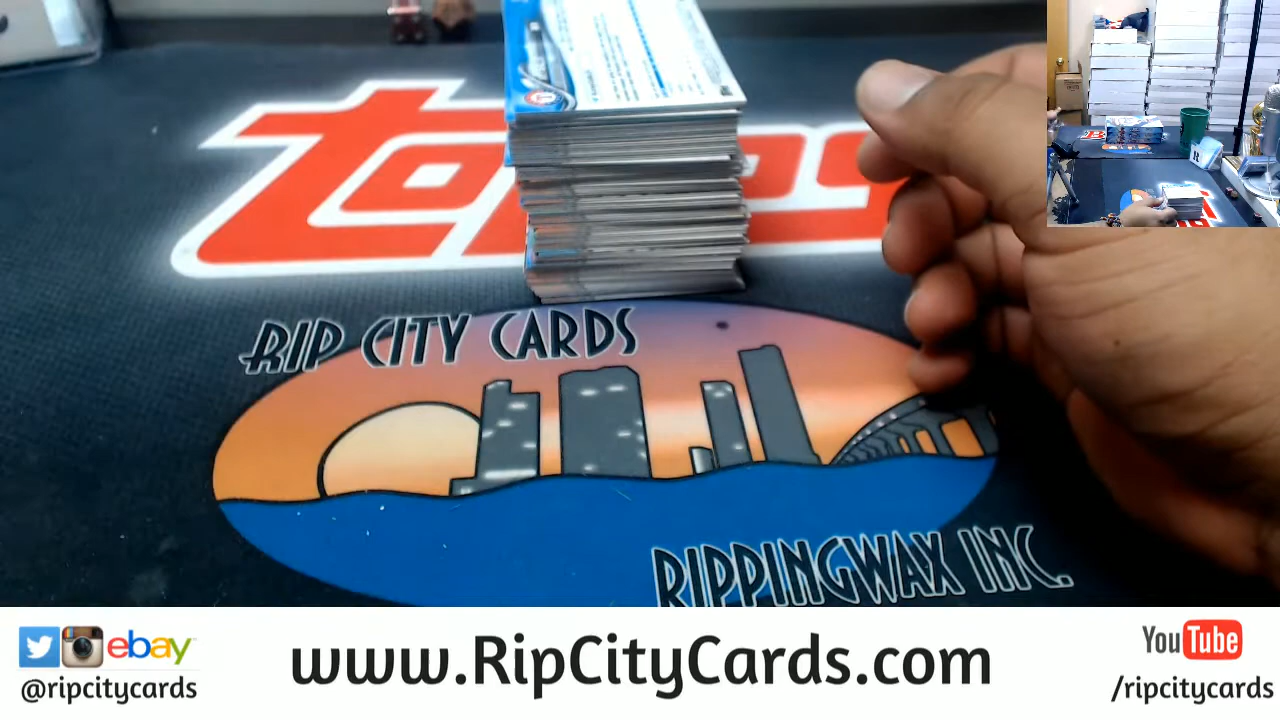 Topps
RIP CITY CARDS
RIPPINGWAX INC.
ebay
@ripcitycards
www.RipCityCards.com
YouTube
/ripcitycards